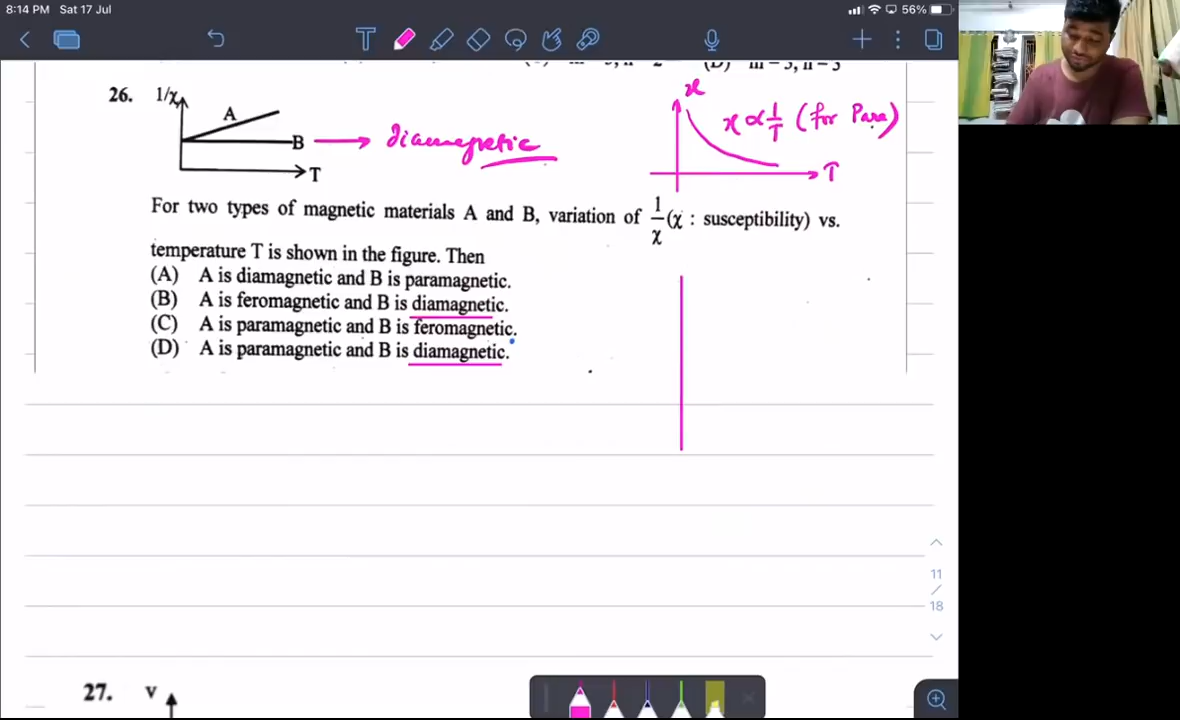 8:14 PM Sat 17 Jul
56%
T
(D) m = 3, n = 3
26. 1/χ
A
B
T
diamagnetic
x
x ∝ 1/T (for Para)
T
For two types of magnetic materials A and B, variation of 1/χ (χ : susceptibility) vs.
temperature T is shown in the figure. Then
(A) A is diamagnetic and B is paramagnetic.
(B) A is feromagnetic and B is diamagnetic.
(C) A is paramagnetic and B is feromagnetic.
(D) A is paramagnetic and B is diamagnetic.
11
/
18
27. v